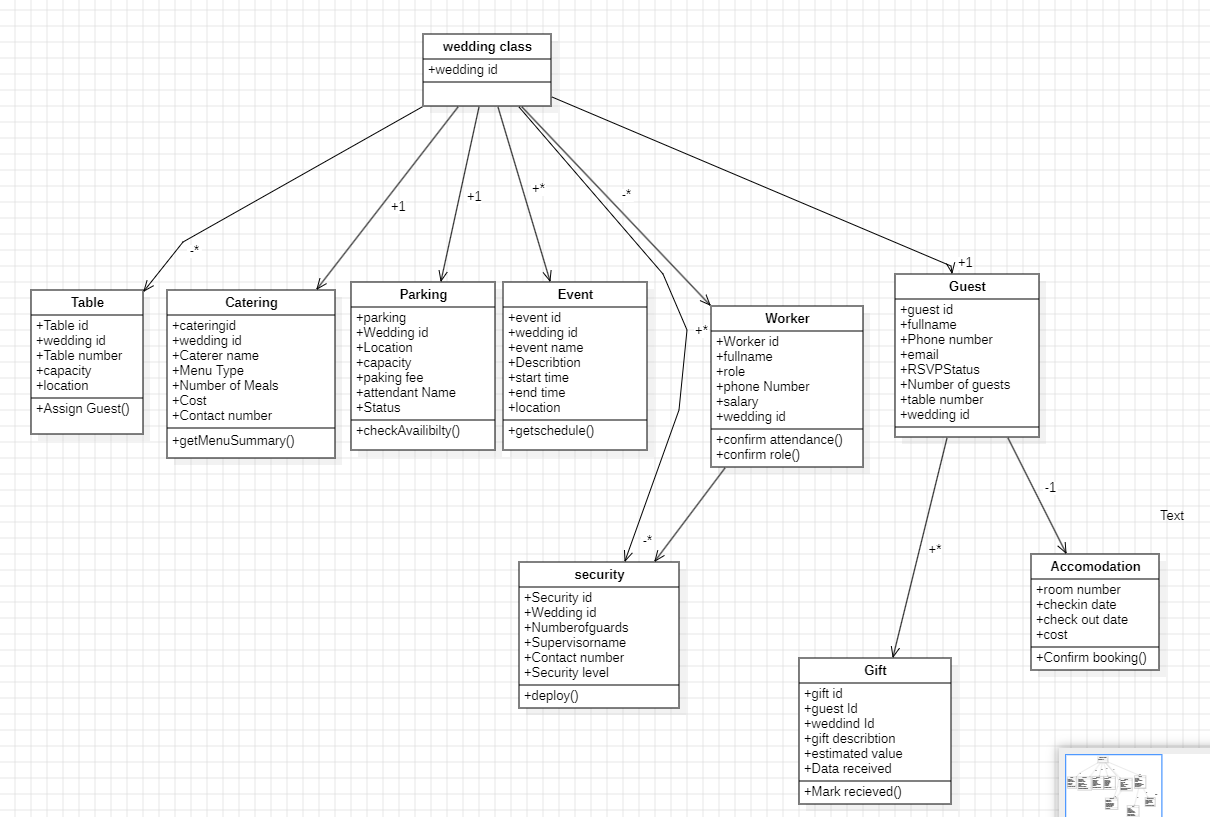 wedding class
+wedding id
-*
+1
+1
+*
-*
+*
+1
Table
+Table id
+wedding id
+Table number
+capacity
+location
+Assign Guest()
Catering
+cateringid
+wedding id
+Caterer name
+Menu Type
+Number of Meals
+Cost
+Contact number
+getMenuSummary()
Parking
+parking
+Wedding id
+Location
+capacity
+paking fee
+attendant Name
+Status
+checkAvailibilty()
Event
+event id
+wedding id
+event name
+Describtion
+start time
+end time
+location
+getschedule()
Worker
+Worker id
+fullname
+role
+phone Number
+salary
+wedding id
+confirm attendance()
+confirm role()
Guest
+guest id
+fullname
+Phone number
+email
+RSVPStatus
+Number of guests
+table number
+wedding id
-*
+*
-1
Text
security
+Security id
+Wedding id
+Numberofguards
+Supervisorname
+Contact number
+Security level
+deploy()
Gift
+gift id
+guest Id
+weddind Id
+gift describtion
+estimated value
+Data received
+Mark recieved()
Accomodation
+room number
+checkin date
+check out date
+cost
+Confirm booking()